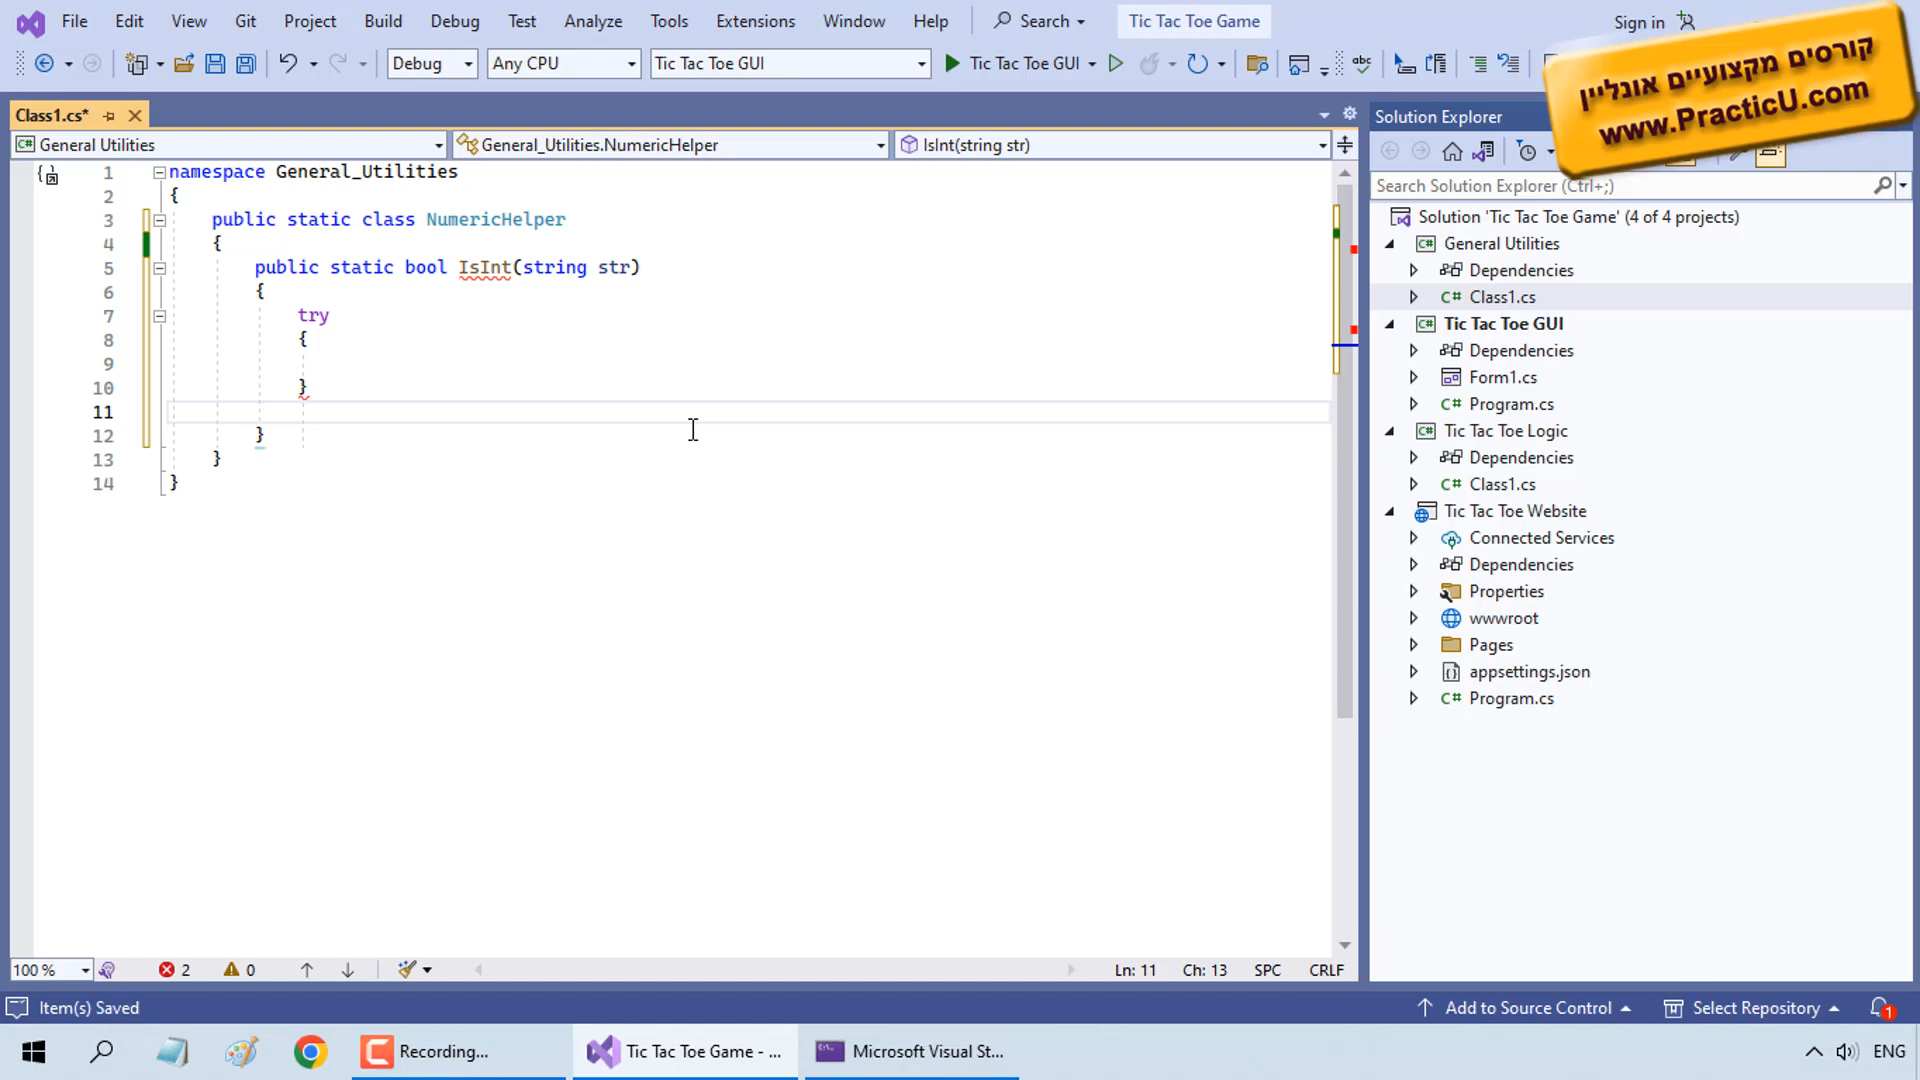 File Edit View Git Project Build Debug Test Analyze Tools Extensions Window Help Search Tic Tac Toe Game Sign in
Debug Any CPU Tic Tac Toe GUI Tic Tac Toe GUI
קורסים מקצועיים אונליין
www.PracticU.com
Class1.cs*
General Utilities General_Utilities.NumericHelper IsInt(string str)
1 namespace General_Utilities
2 {
3 public static class NumericHelper
4 {
5 public static bool IsInt(string str)
6 {
7 try
8 {
9
10 }
11
12 }
13 }
14 }
100 % 2 0 Ln: 11 Ch: 13 SPC CRLF
Solution Explorer
Search Solution Explorer (Ctrl+;)
Solution 'Tic Tac Toe Game' (4 of 4 projects)
General Utilities
Dependencies
C# Class1.cs
Tic Tac Toe GUI
Dependencies
Form1.cs
C# Program.cs
Tic Tac Toe Logic
Dependencies
C# Class1.cs
Tic Tac Toe Website
Connected Services
Dependencies
Properties
wwwroot
Pages
appsettings.json
C# Program.cs
Item(s) Saved Add to Source Control Select Repository 1
Recording... Tic Tac Toe Game - ... Microsoft Visual St... ENG